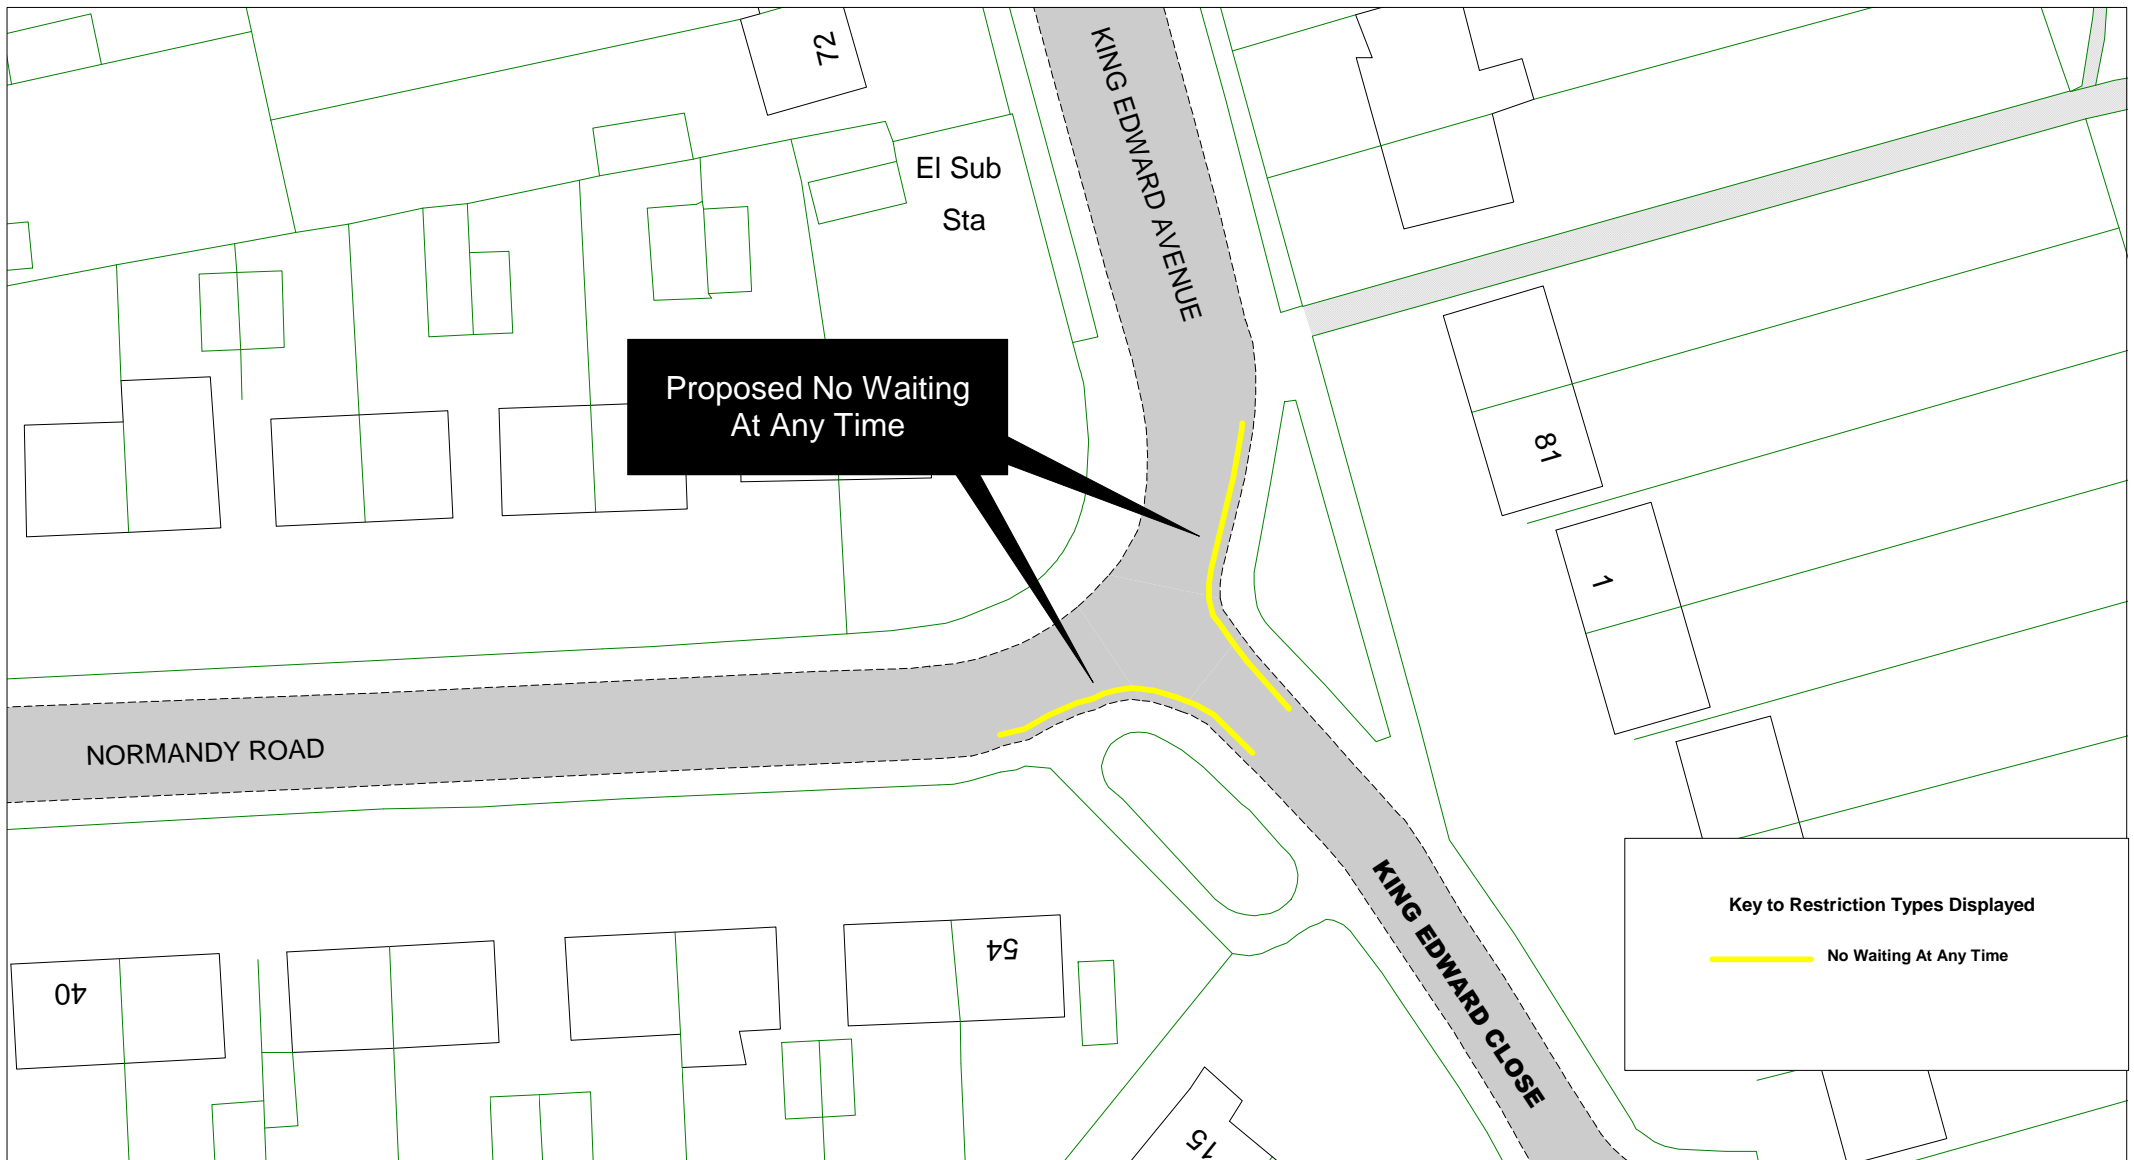 72
KING EDWARD AVENUE
El Sub
Sta
Proposed No Waiting
At Any Time
81
1
NORMANDY ROAD
KING EDWARD CLOSE
Key to Restriction Types Displayed
No Waiting At Any Time
54
40
15